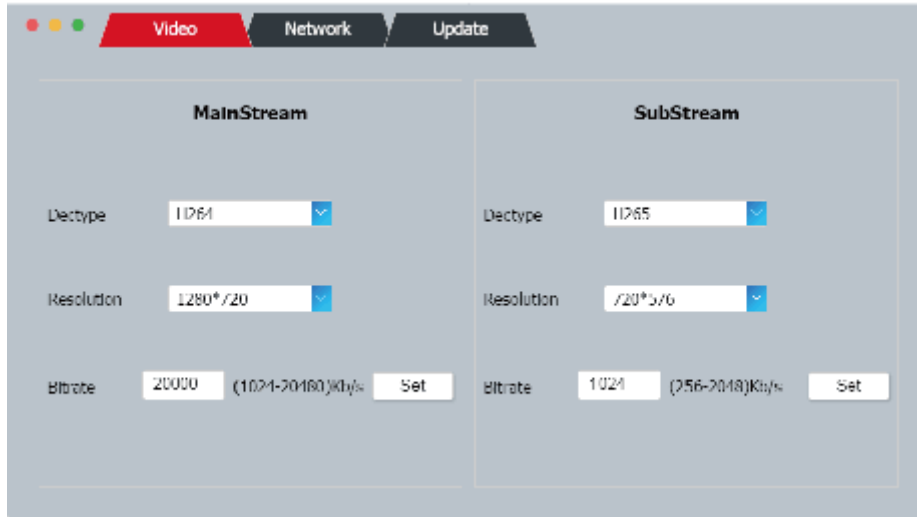 Video Network Update
MainStream
Dectype H264
Resolution 1280*720
Bitrate 20000 (1024-20480)Kb/s Set
SubStream
Dectype H265
Resolution 720*576
Bitrate 1024 (256-2048)Kb/s Set